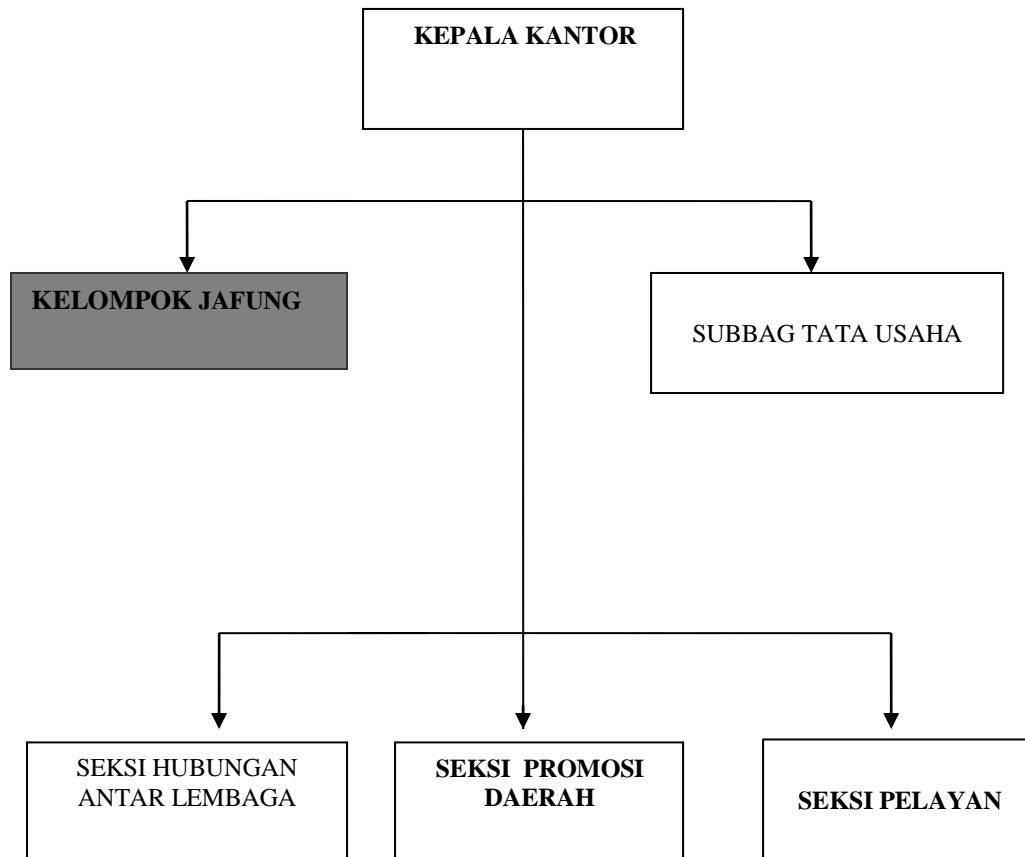 KEPALA KANTOR
KELOMPOK JAFUNG
SUBBAG TATA USAHA
SEKSI HUBUNGAN
ANTAR LEMBAGA
SEKSI PROMOSI
DAERAH
SEKSI PELAYAN